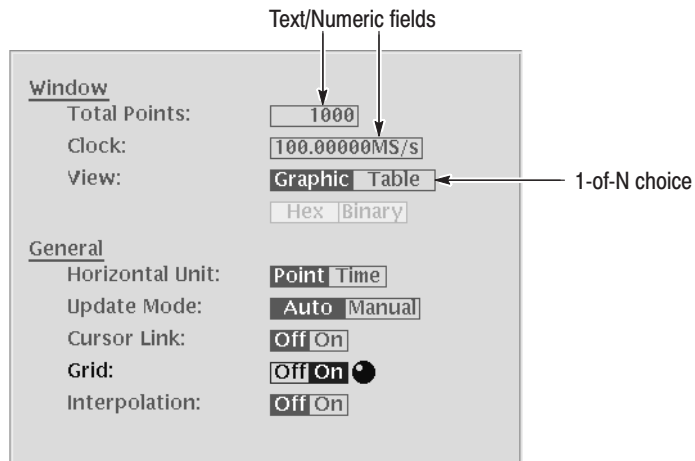 Text/Numeric fields
Window
Total Points: 1000
Clock: 100.00000MS/s
View: Graphic Table
1-of-N choice
Hex Binary
General
Horizontal Unit: Point Time
Update Mode: Auto Manual
Cursor Link: Off On
Grid: Off On
Interpolation: Off On